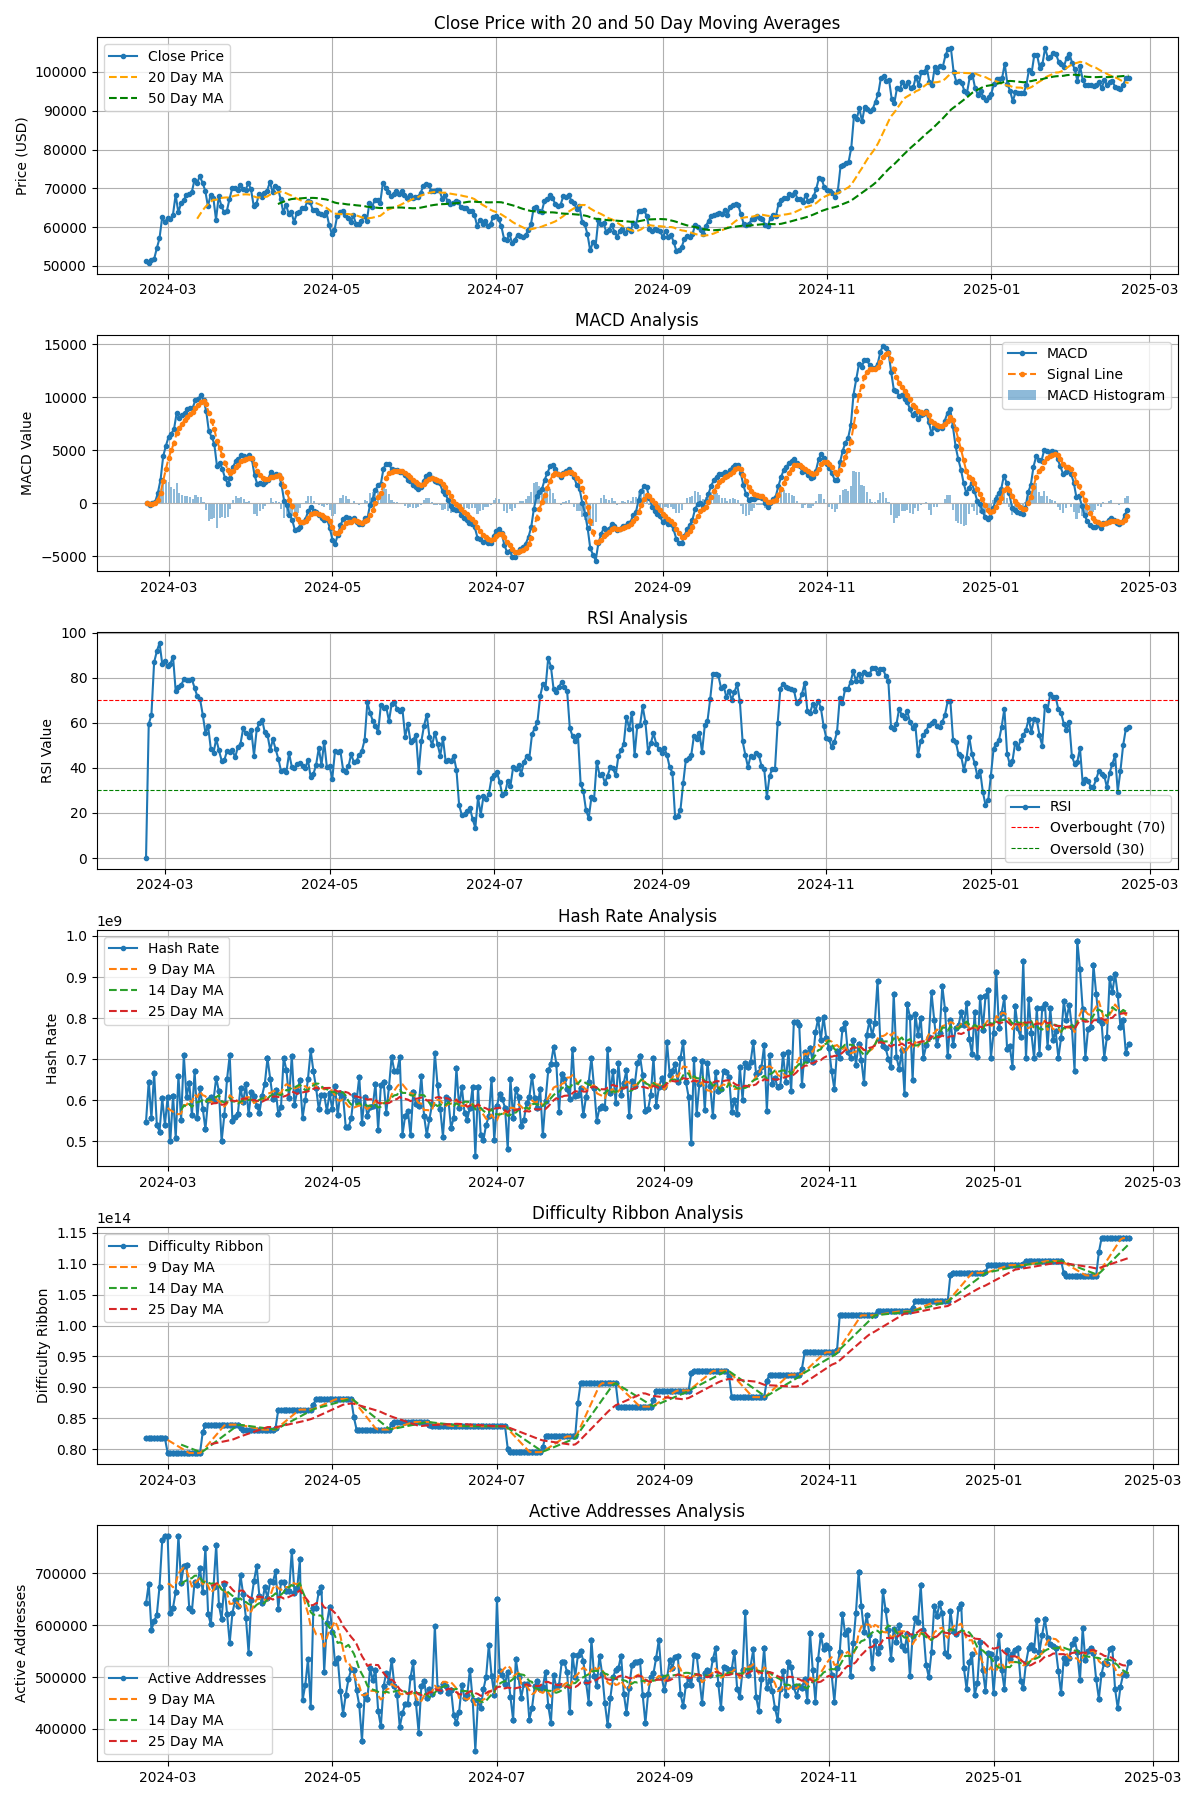 Close Price with 20 and 50 Day Moving Averages
Close Price
20 Day MA
50 Day MA
Price (USD)
100000
90000
80000
70000
60000
50000
2024-03 2024-05 2024-07 2024-09 2024-11 2025-01 2025-03
MACD Analysis
MACD
Signal Line
MACD Histogram
MACD Value
15000
10000
5000
0
−5000
2024-03 2024-05 2024-07 2024-09 2024-11 2025-01 2025-03
RSI Analysis
RSI Value
100
80
60
40
20
0
RSI
Overbought (70)
Oversold (30)
2024-03 2024-05 2024-07 2024-09 2024-11 2025-01 2025-03
Hash Rate Analysis
1e9
Hash Rate
9 Day MA
14 Day MA
25 Day MA
Hash Rate
1.0
0.9
0.8
0.7
0.6
0.5
2024-03 2024-05 2024-07 2024-09 2024-11 2025-01 2025-03
Difficulty Ribbon Analysis
1e14
Difficulty Ribbon
9 Day MA
14 Day MA
25 Day MA
Difficulty Ribbon
1.15
1.10
1.05
1.00
0.95
0.90
0.85
0.80
2024-03 2024-05 2024-07 2024-09 2024-11 2025-01 2025-03
Active Addresses Analysis
Active Addresses
700000
600000
500000
400000
Active Addresses
9 Day MA
14 Day MA
25 Day MA
2024-03 2024-05 2024-07 2024-09 2024-11 2025-01 2025-03